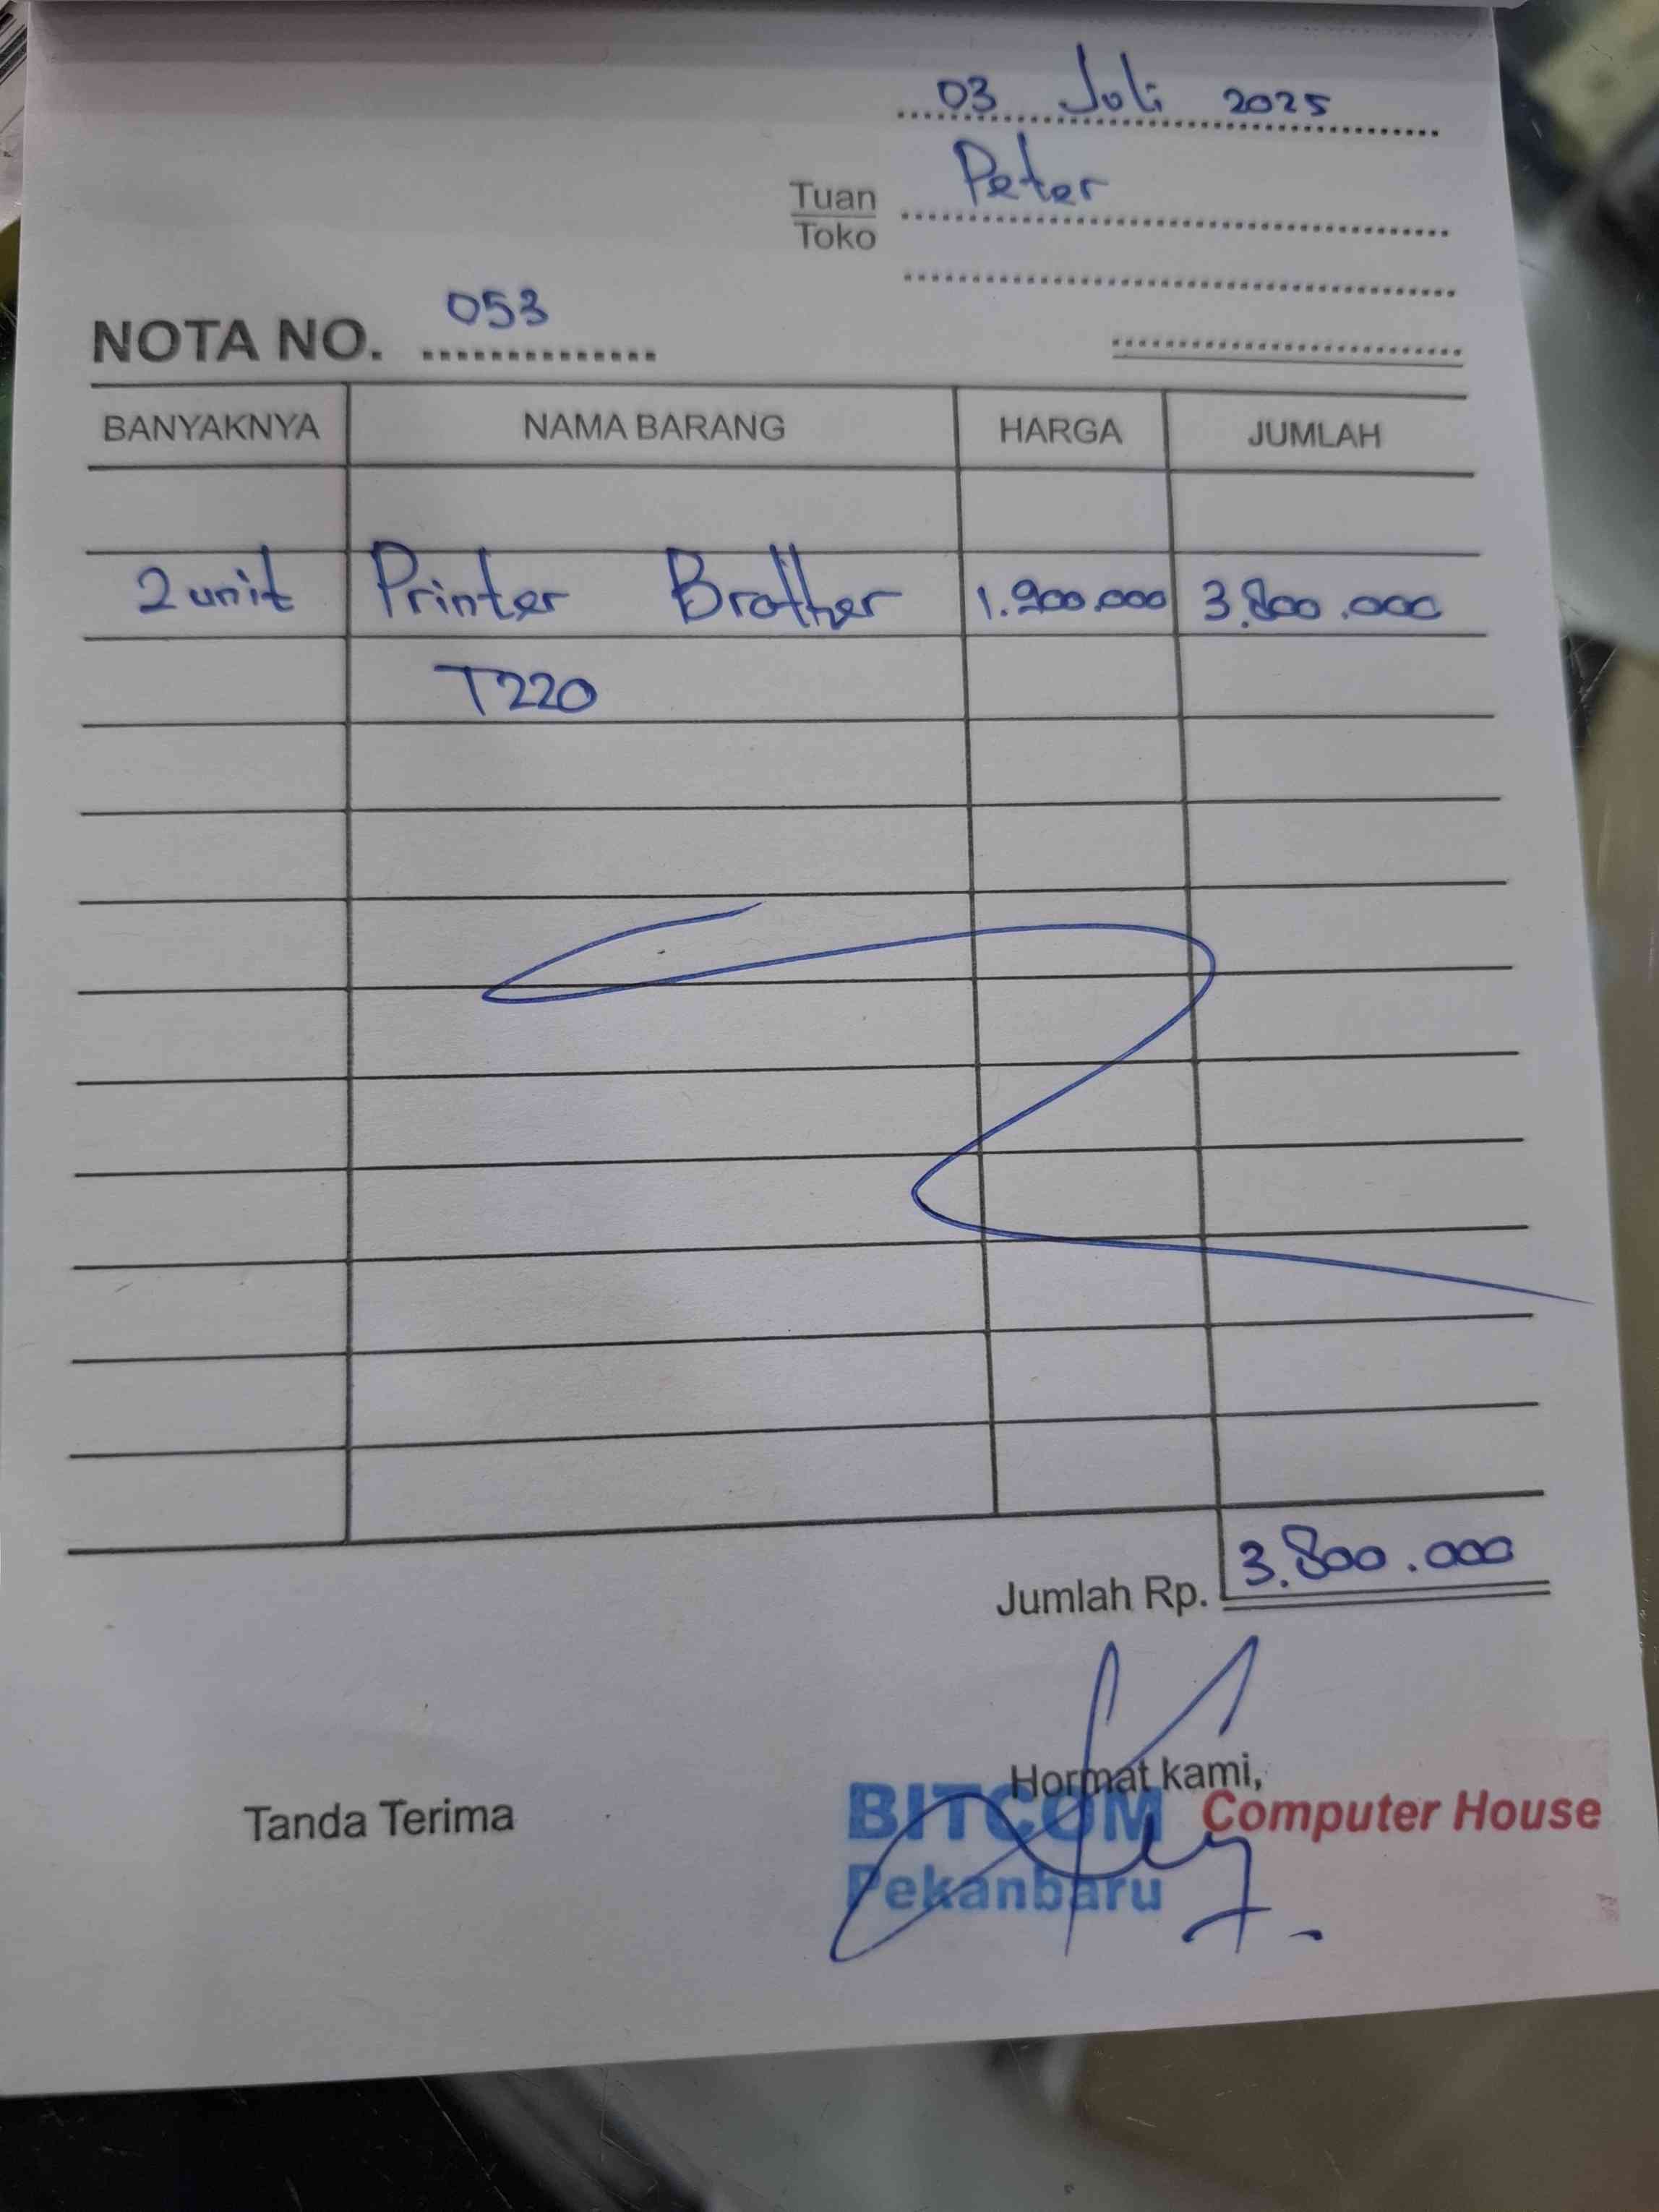 03 Juli 2025
Tuan Peter
Toko
NOTA NO. 053
BANYAKNYA NAMA BARANG HARGA JUMLAH
2 unit Printer Brother 1.900.000 3.800.000
T220
Jumlah Rp. 3.800.000
Tanda Terima Hormat kami,
BITCOM Computer House
Pekanbaru